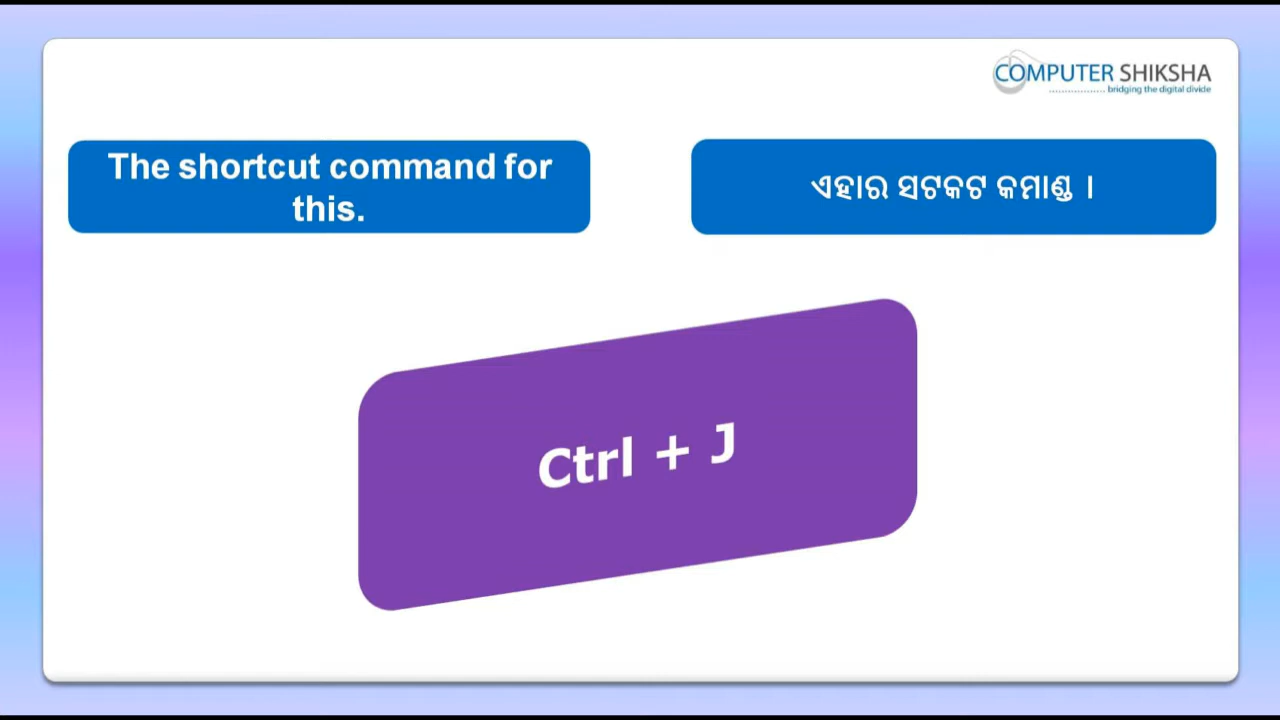 COMPUTER SHIKSHA
bridging the digital divide
The shortcut command for
this.
ଏହାର ସଟକଟ କମାଣ୍ଡ ।
Ctrl + J